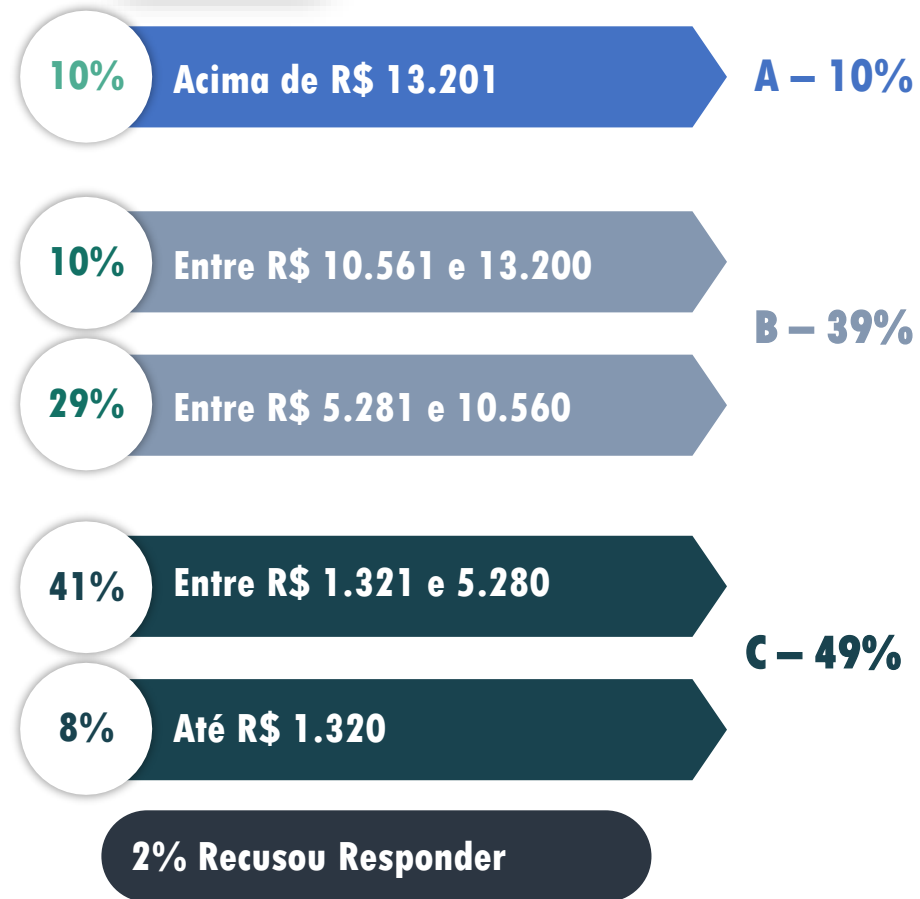 10% Acima de R$ 13.201 A – 10%
10% Entre R$ 10.561 e 13.200
B – 39%
29% Entre R$ 5.281 e 10.560
41% Entre R$ 1.321 e 5.280
C – 49%
8% Até R$ 1.320
2% Recusou Responder